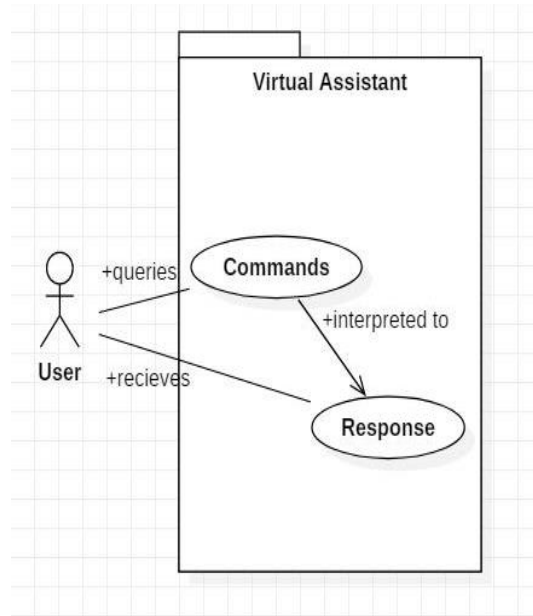 Virtual Assistant
+queries
Commands
+interpreted to
User
+recieves
Response